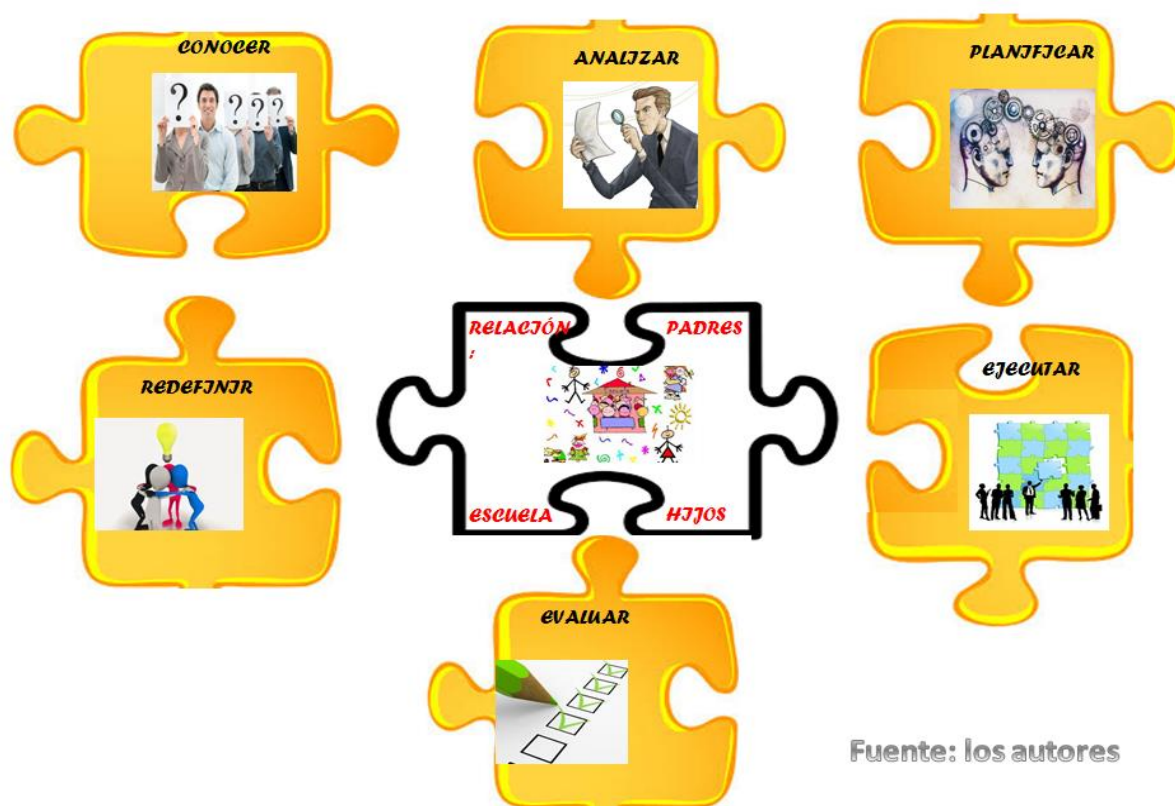 CONOCER
ANALIZAR
PLANIFICAR
? ? ? ?
REDEFINIR
RELACIÓN
:
PADRES
EJECUTAR
ESCUELA
HIJOS
EVALUAR
Fuente: los autores